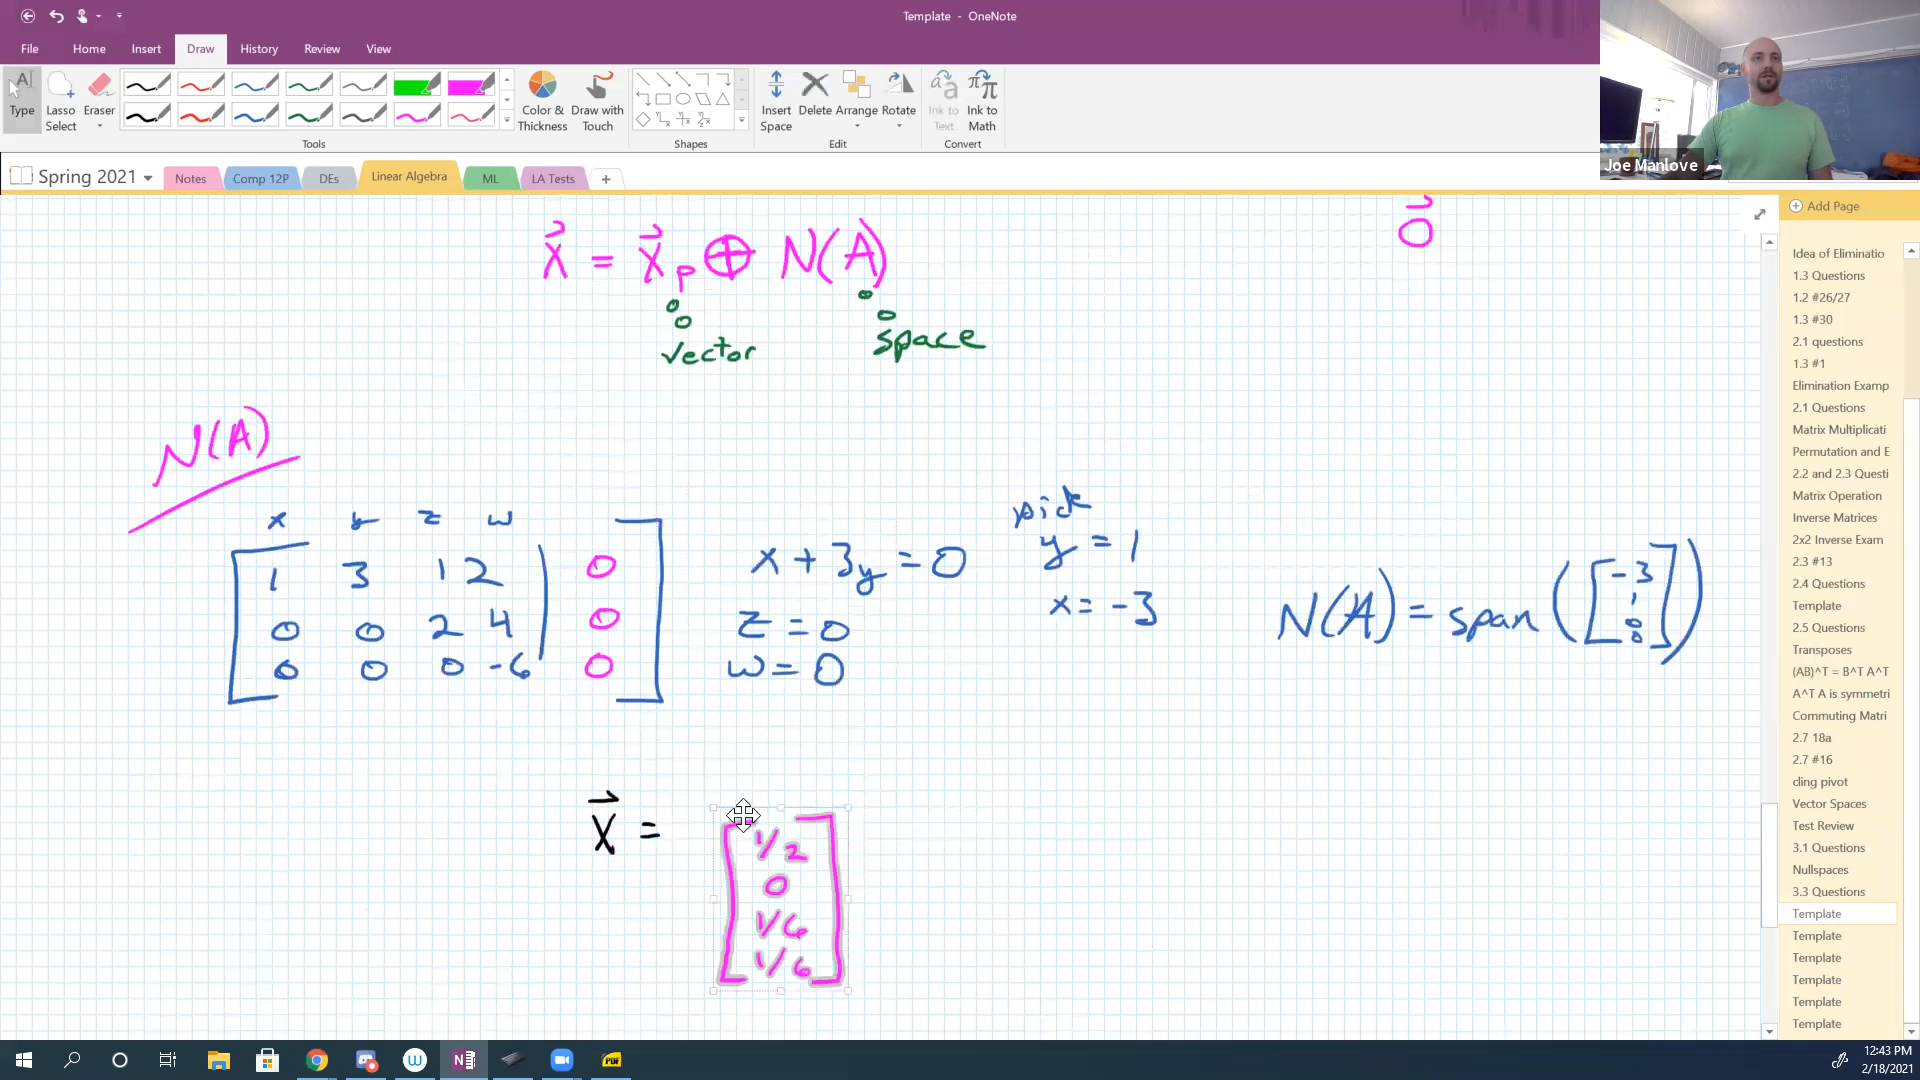 Template - OneNote
File Home Insert Draw History Review View
Type
Lasso Select
Eraser
Color & Thickness
Draw with Touch
Insert Space
Delete
Arrange
Rotate
Ink to Text
Ink to Math
Tools
Shapes
Edit
Convert
Joe Manlove
Spring 2021
Notes
Comp 12P
DEs
Linear Algebra
ML
LA Tests
Add Page
Idea of Eliminatio
1.3 Questions
1.2 #26/27
1.3 #30
2.1 questions
1.3 #1
Elimination Examp
2.1 Questions
Matrix Multiplicati
Permutation and E
2.2 and 2.3 Questi
Matrix Operation
Inverse Matrices
2x2 Inverse Exam
2.3 #13
2.4 Questions
Template
2.5 Questions
Transposes
(AB)^T = B^T A^T
A^T A is symmetri
Commuting Matri
2.7 18a
2.7 #16
cling pivot
Vector Spaces
Test Review
3.1 Questions
Nullspaces
3.3 Questions
Template
Template
Template
Template
Template
Template
x⃗ = x⃗p ⊕ N(A)
0⃗
vector
space
N(A)
x y z w
1 3 1 2 | 0
0 0 2 4 | 0
0 0 0 -6 | 0
x + 3y = 0
z = 0
w = 0
pick
y = 1
x = -3
N(A) = span ([-3
1
0
0])
x⃗ =
1/2
0
1/6
1/6
12:43 PM
2/18/2021